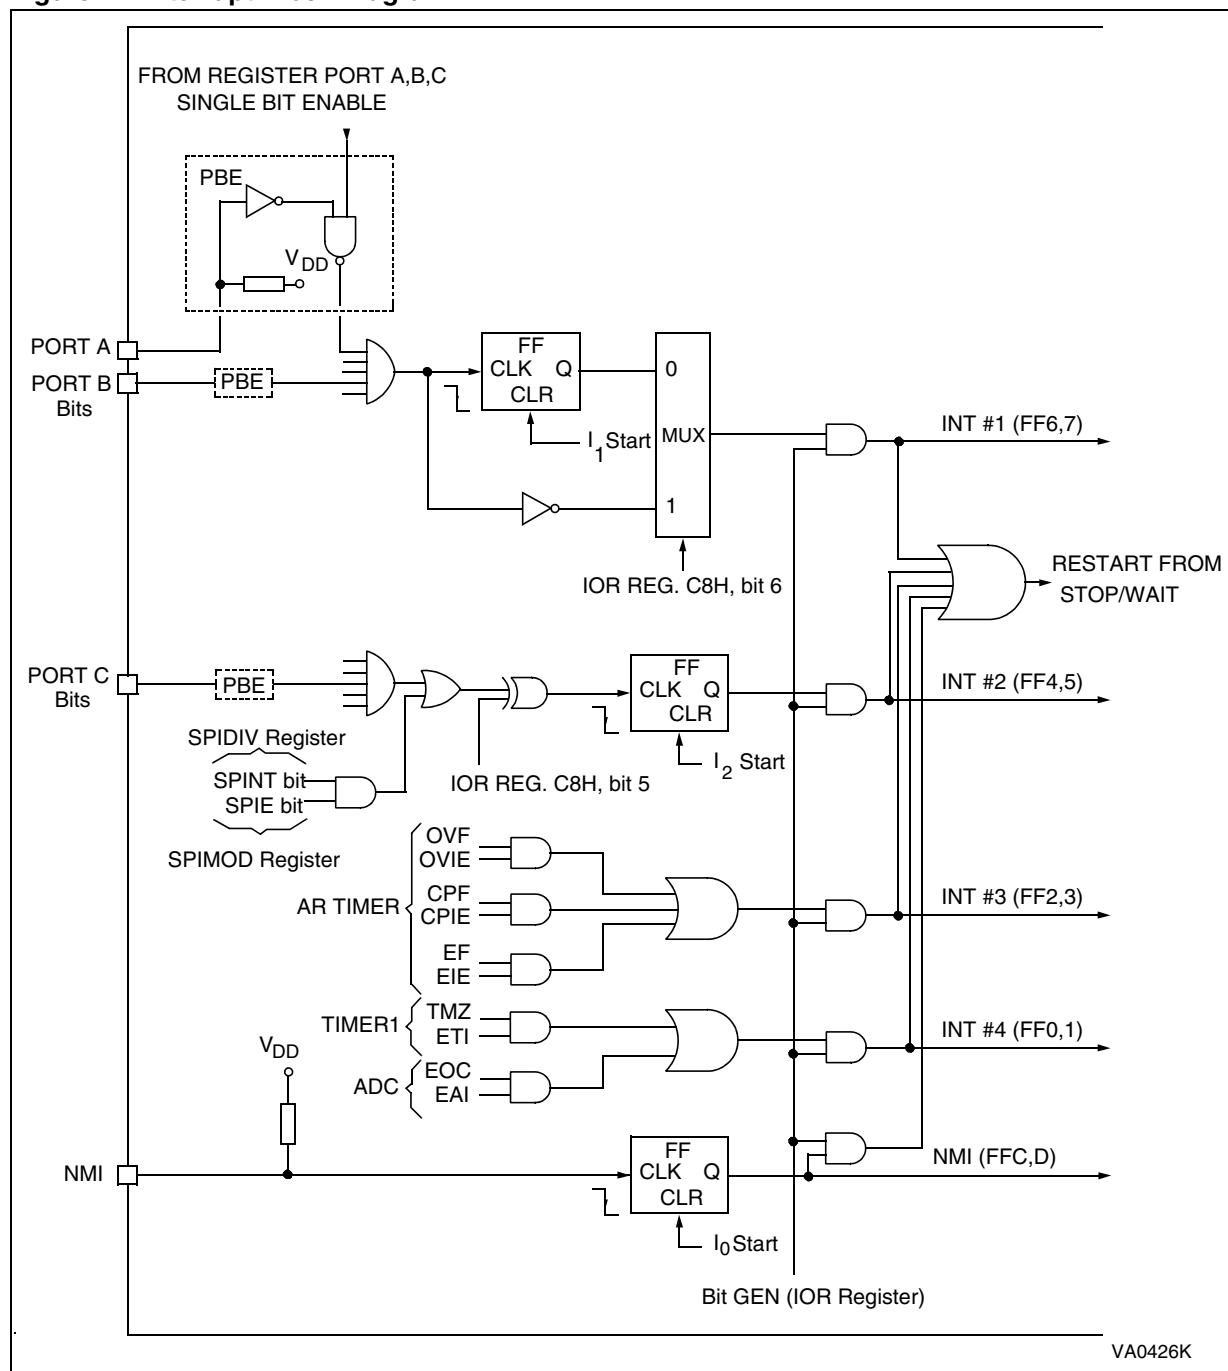 FROM REGISTER PORT A,B,C
SINGLE BIT ENABLE
PBE
VDD
PORT A
PORT B
Bits
PBE
FF
CLK Q
CLR
I1 Start
0
MUX
1
IOR REG. C8H, bit 6
INT #1 (FF6,7)
RESTART FROM
STOP/WAIT
PORT C
Bits
PBE
FF
CLK Q
CLR
I2 Start
INT #2 (FF4,5)
SPIDIV Register
SPINT bit
SPIE bit
SPIMOD Register
IOR REG. C8H, bit 5
AR TIMER
OVF
OVIE
CPF
CPIE
EF
EIE
INT #3 (FF2,3)
TIMER1
TMZ
ETI
INT #4 (FF0,1)
ADC
EOC
EAI
VDD
NMI
FF
CLK Q
CLR
I0 Start
NMI (FFC,D)
Bit GEN (IOR Register)
VA0426K